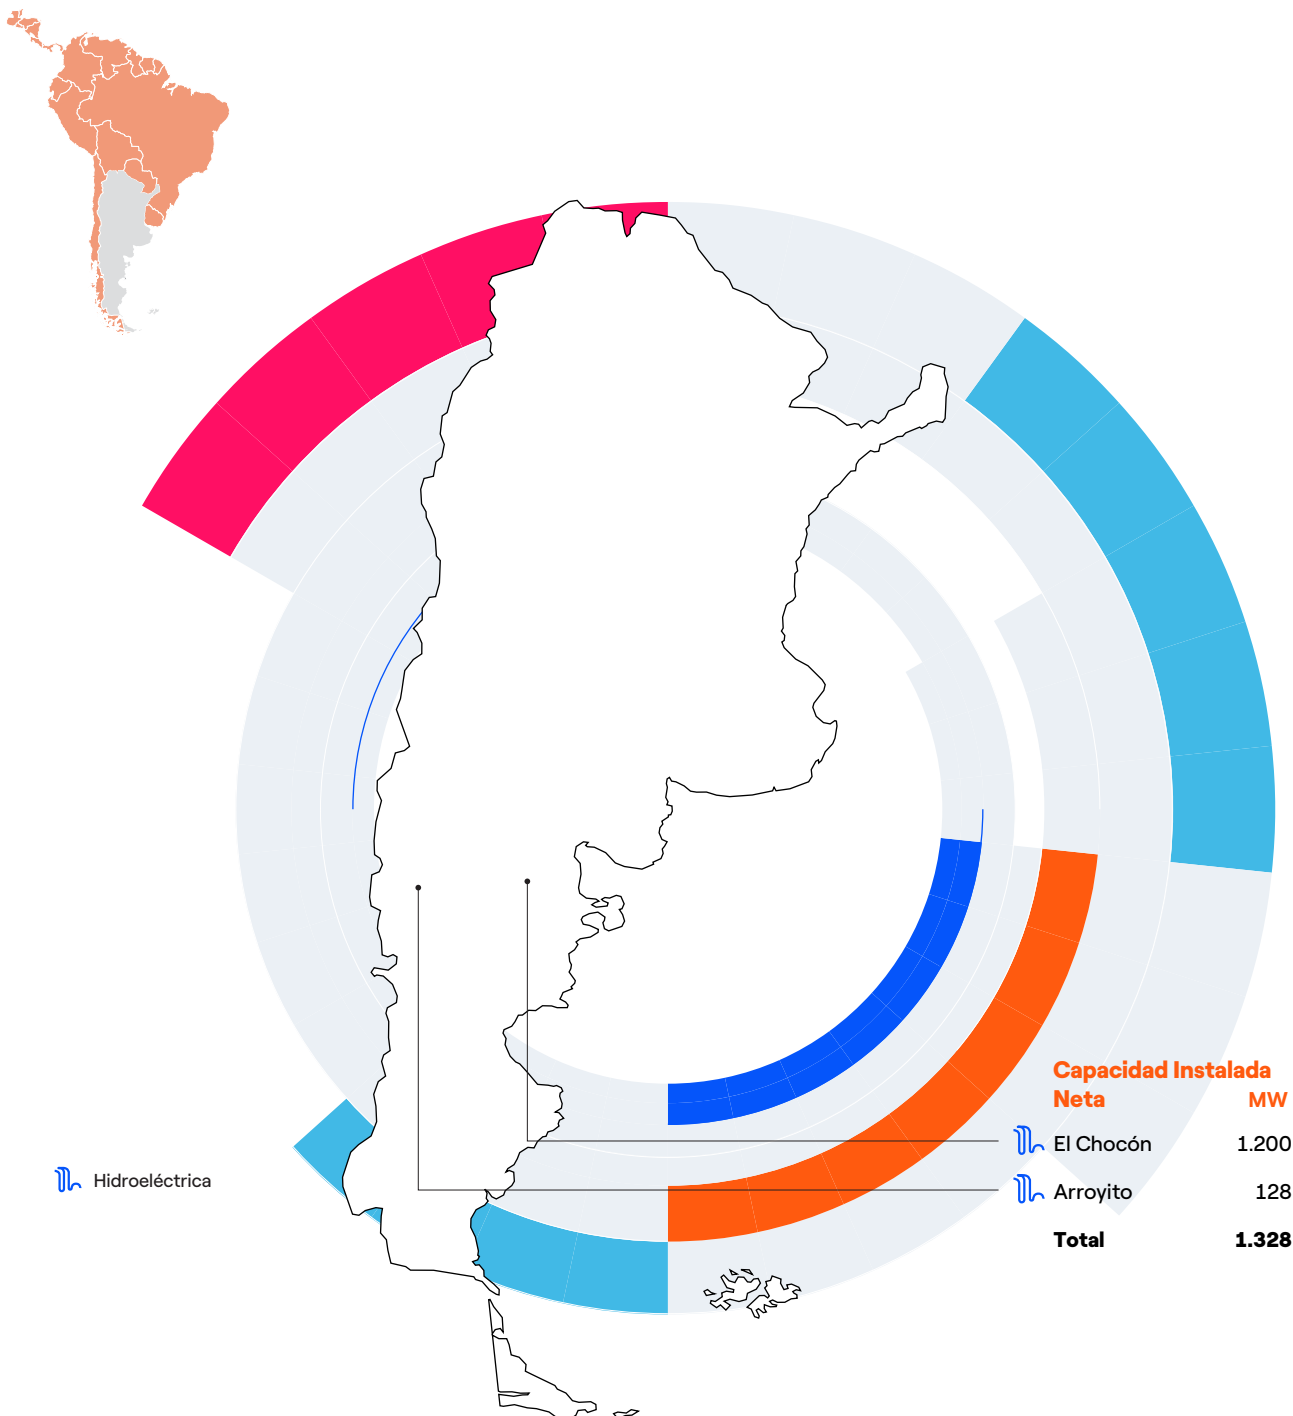 Capacidad Instalada
Neta MW
El Chocón 1.200
Hidroeléctrica
Arroyito 128
Total 1.328